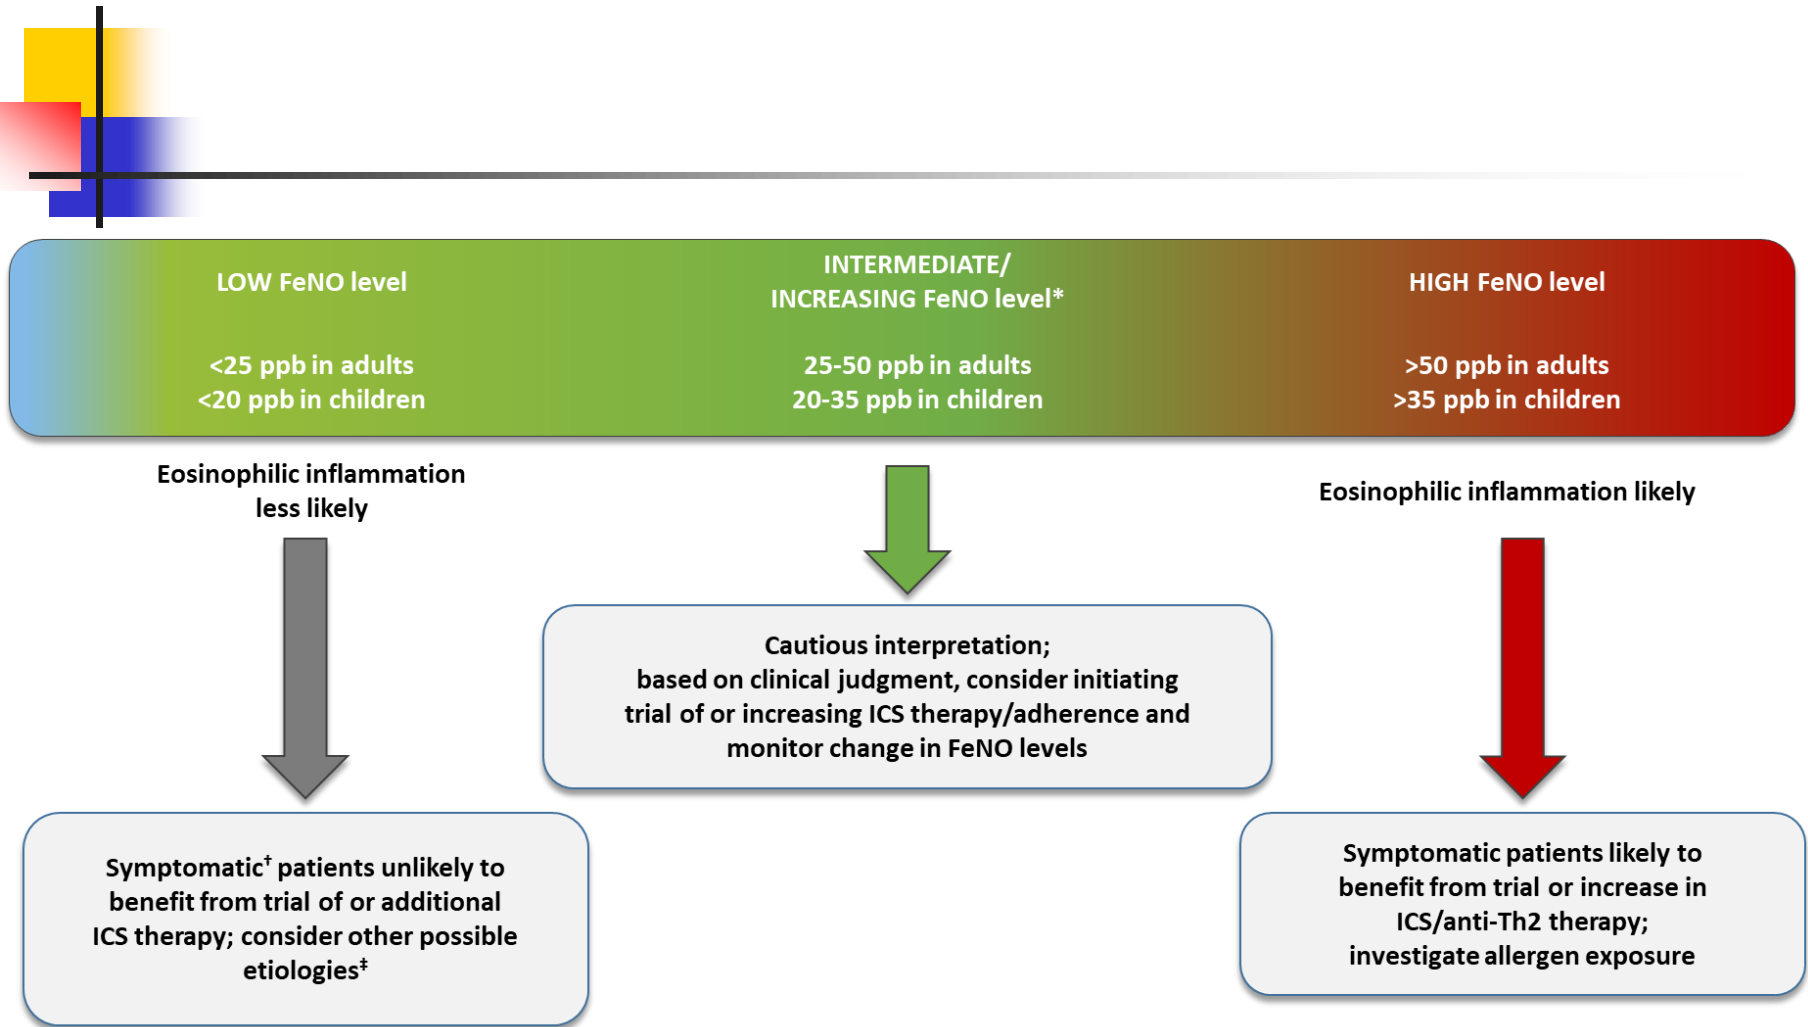 LOW FeNO level
<25 ppb in adults
<20 ppb in children
INTERMEDIATE/
INCREASING FeNO level*
25-50 ppb in adults
20-35 ppb in children
HIGH FeNO level
>50 ppb in adults
>35 ppb in children
Eosinophilic inflammation
less likely
Eosinophilic inflammation likely
Cautious interpretation;
based on clinical judgment, consider initiating
trial of or increasing ICS therapy/adherence and
monitor change in FeNO levels
Symptomatic† patients unlikely to
benefit from trial of or additional
ICS therapy; consider other possible
etiologies‡
Symptomatic patients likely to
benefit from trial or increase in
ICS/anti-Th2 therapy;
investigate allergen exposure